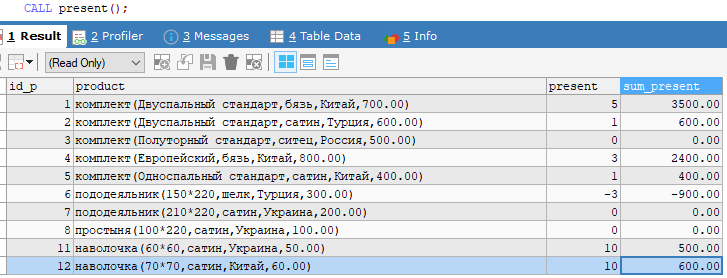 CALL present();
1 Result 2 Profiler 3 Messages 4 Table Data 5 Info
(Read Only)
id_p product present sum_present
1 комплект(Двуспальный стандарт,бязь,Китай,700.00) 5 3500.00
2 комплект(Двуспальный стандарт,сатин,Турция,600.00) 1 600.00
3 комплект(Полуторный стандарт,ситец,Россия,500.00) 0 0.00
4 комплект(Европейский,бязь,Китай,800.00) 3 2400.00
5 комплект(Односпальный стандарт,сатин,Китай,400.00) 1 400.00
6 пододеяльник(150*220,шелк,Турция,300.00) -3 -900.00
7 пододеяльник(210*220,сатин,Украина,200.00) 0 0.00
8 простыня(100*220,сатин,Украина,100.00) 0 0.00
11 наволочка(60*60,сатин,Украина,50.00) 10 500.00
12 наволочка(70*70,сатин,Китай,60.00) 10 600.00